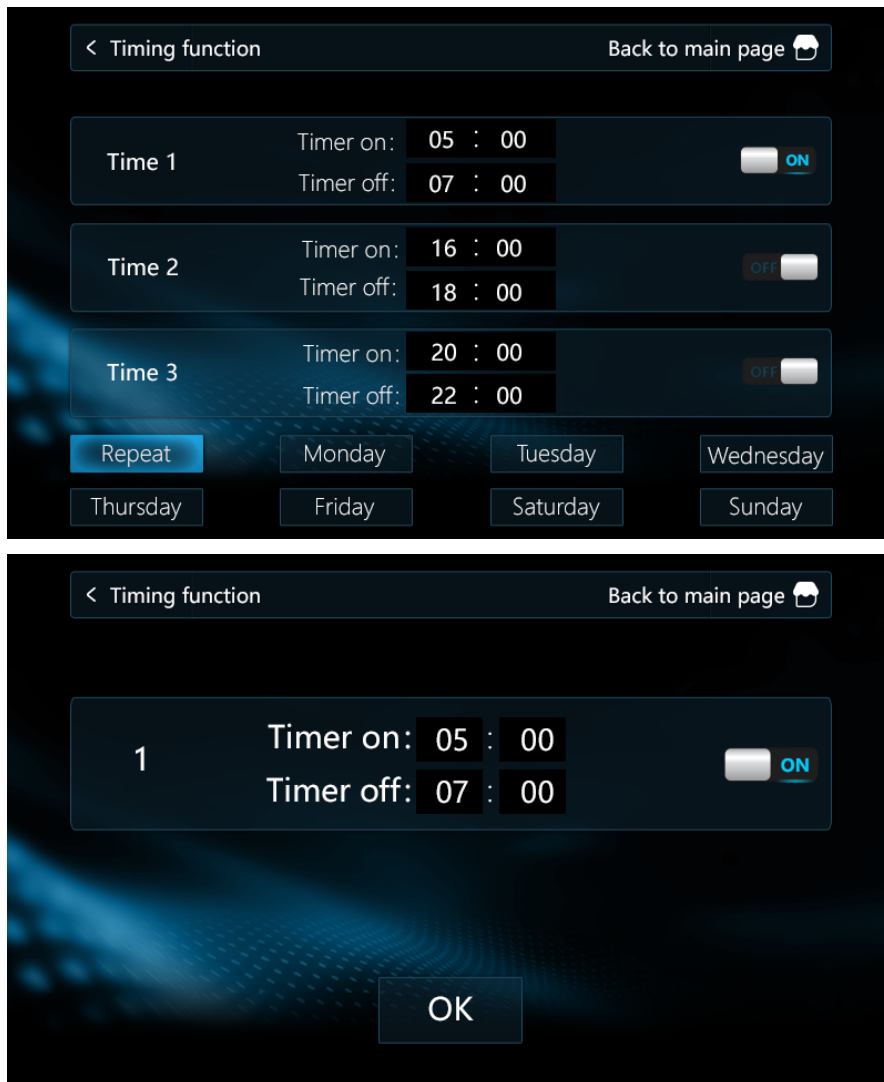 < Timing function Back to main page
Timer on: 05 : 00
Time 1 ON
Timer off: 07 : 00
Timer on: 16 : 00
Time 2 OFF
Timer off: 18 : 00
Timer on: 20 : 00
Time 3 OFF
Timer off: 22 : 00
Repeat Monday Tuesday Wednesday
Thursday Friday Saturday Sunday
< Timing function Back to main page
Timer on: 05 : 00
1 ON
Timer off: 07 : 00
OK